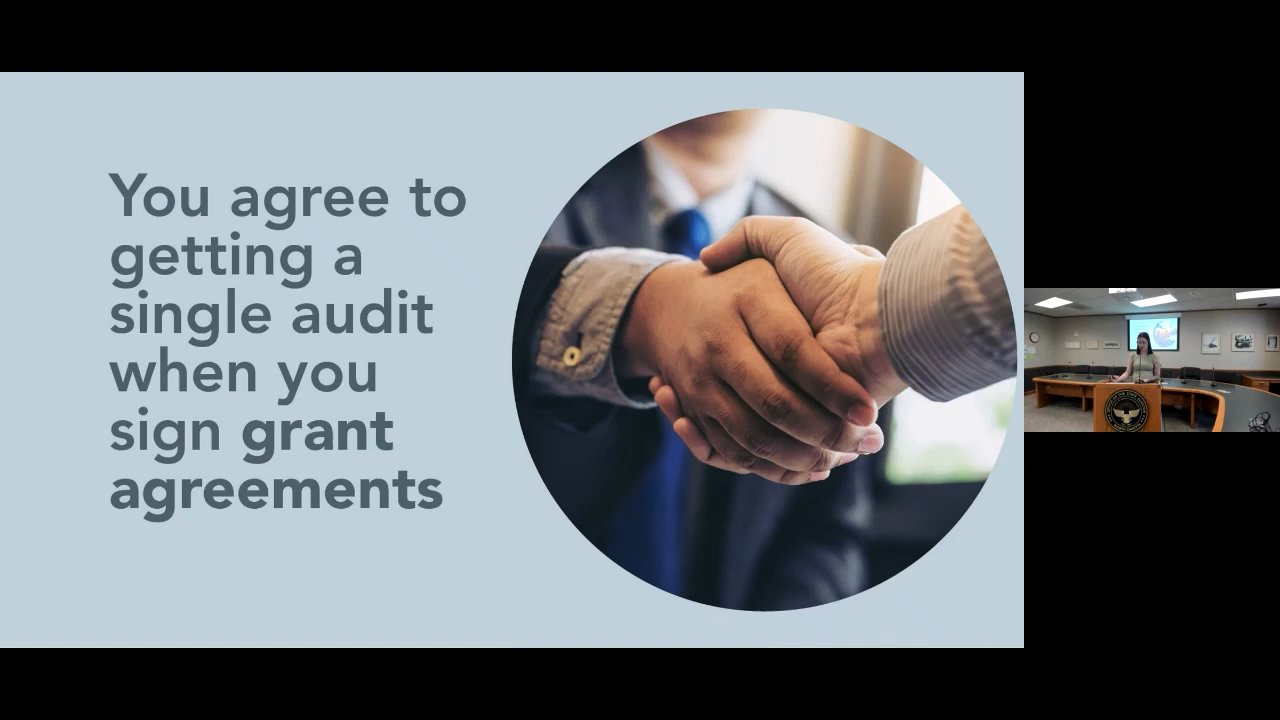 You agree to
getting a
single audit
when you
sign grant
agreements